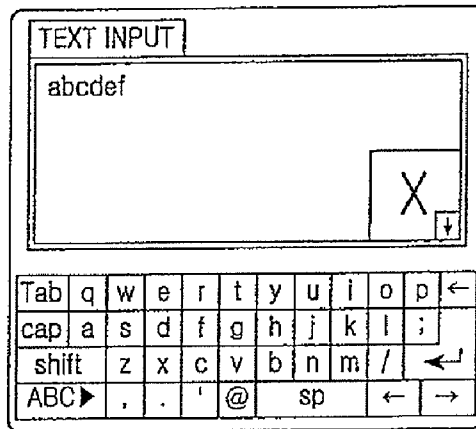 TEXT INPUT
abcdef
X
↓
Tab q w e r t y u i o p ←
cap a s d f g h j k l ;
shift z x c v b n m / ↵
ABC▶ , . ' @ sp ← →